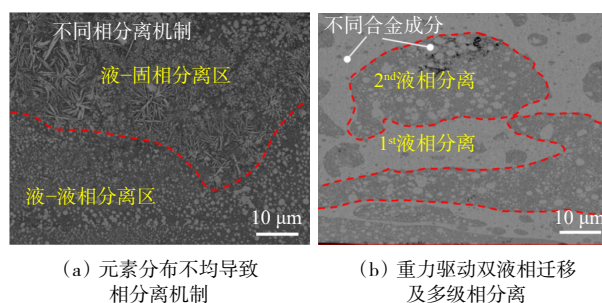 不同相分离机制
液-固相分离区
液-液相分离区
10 μm
(a) 元素分布不均导致
相分离机制
不同合金成分
2nd液相分离
1st液相分离
10 μm
(b) 重力驱动双液相迁移
及多级相分离